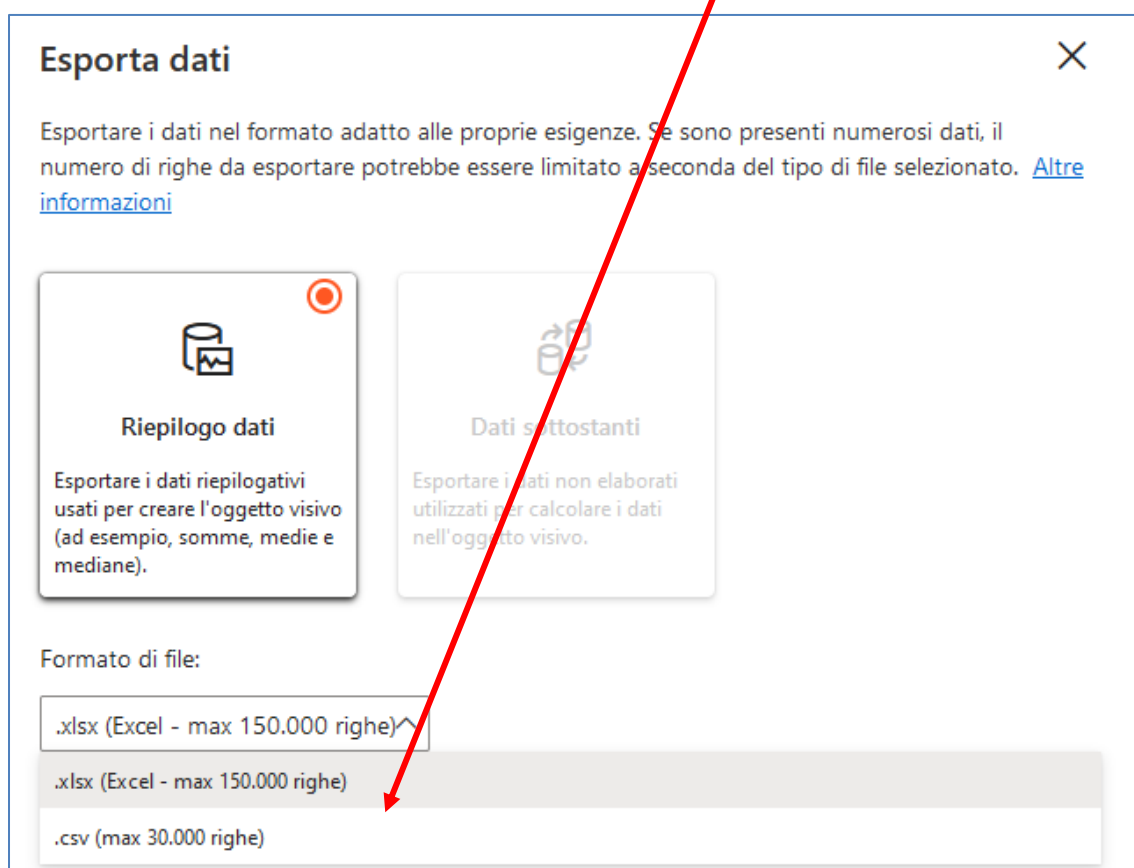 Esporta dati
Esportare i dati nel formato adatto alle proprie esigenze. Se sono presenti numerosi dati, il
numero di righe da esportare potrebbe essere limitato a seconda del tipo di file selezionato. Altre
informazioni
Riepilogo dati
Esportare i dati riepilogativi
usati per creare l'oggetto visivo
(ad esempio, somme, medie e
mediane).
Dati sottostanti
Esportare i dati non elaborati
utilizzati per calcolare i dati
nell'oggetto visivo.
Formato di file:
.xlsx (Excel - max 150.000 righe)
.xlsx (Excel - max 150.000 righe)
.csv (max 30.000 righe)